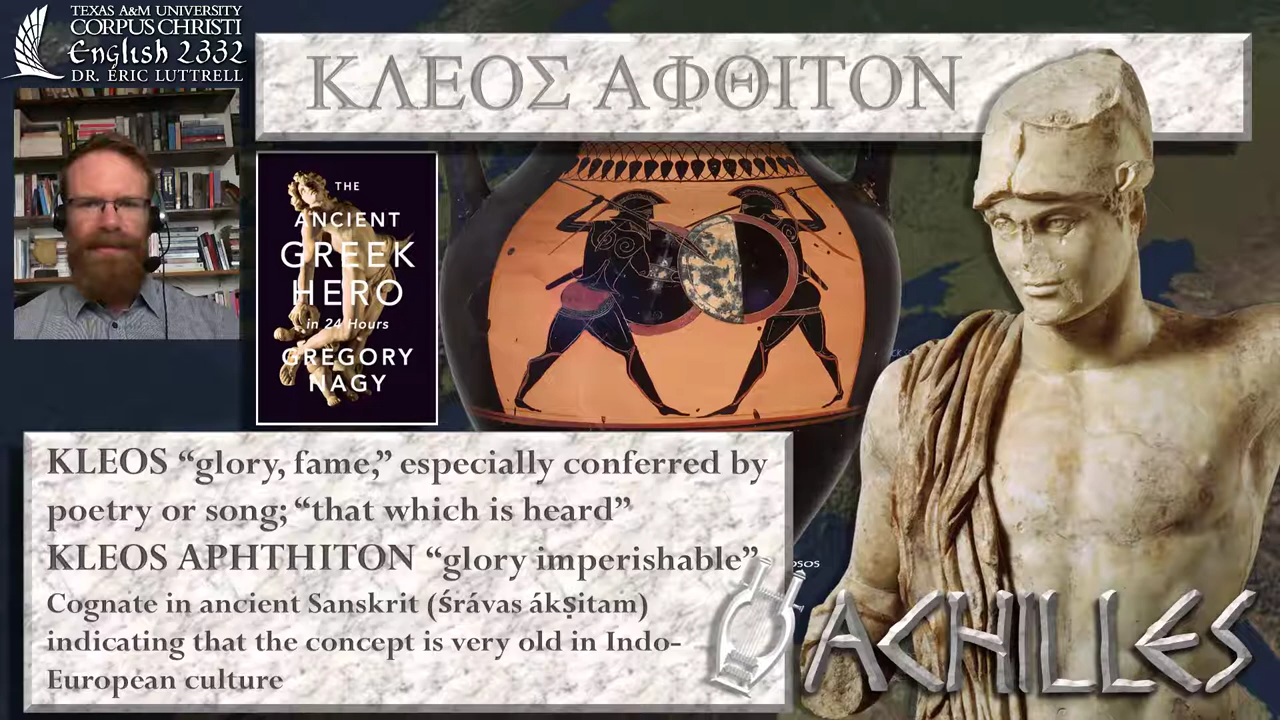 TEXAS A&M UNIVERSITY
CORPUS CHRISTI
English 2332
DR. ERIC LUTTRELL
ΚΛΕΟΣ ΑΦΘΙΤΟΝ
THE
ANCIENT
GREEK
HERO
in 24 Hours
GREGORY
NAGY
KLEOS “glory, fame,” especially conferred by
poetry or song; “that which is heard”
KLEOS APHTHITON “glory imperishable”
Cognate in ancient Sanskrit (śrávas ákṣitam)
indicating that the concept is very old in Indo-
European culture
ACHILLES